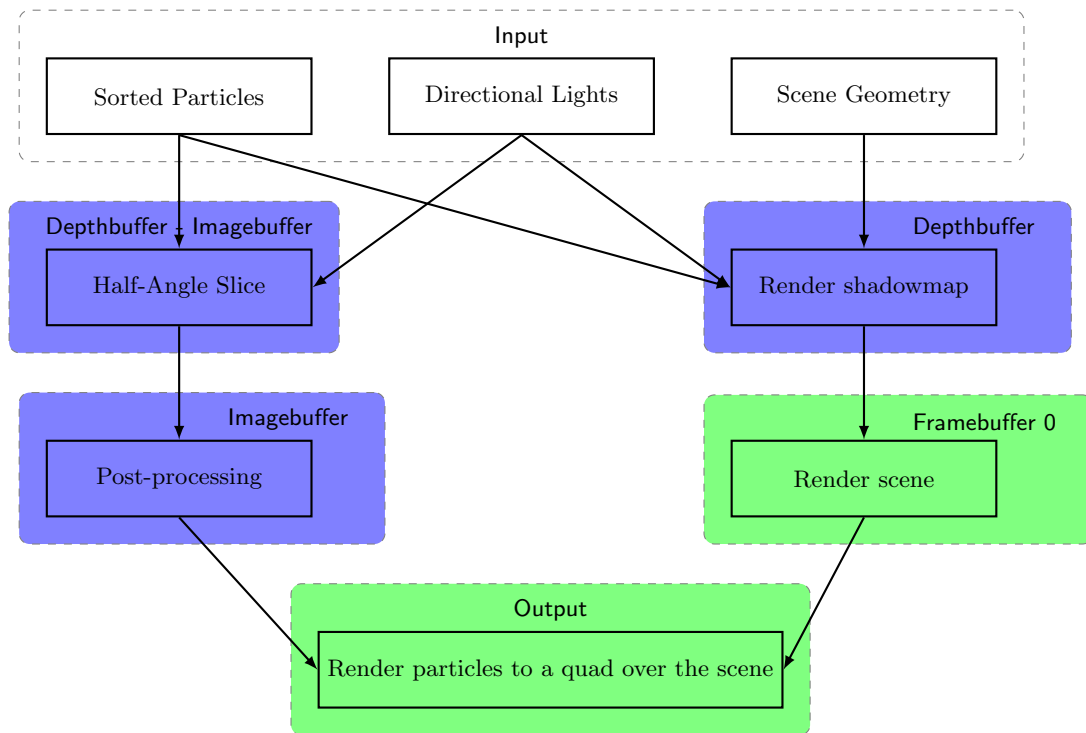 Input
Sorted Particles
Directional Lights
Scene Geometry
Depthbuffer - Imagebuffer
Depthbuffer
Half-Angle Slice
Render shadowmap
Imagebuffer
Framebuffer 0
Post-processing
Render scene
Output
Render particles to a quad over the scene